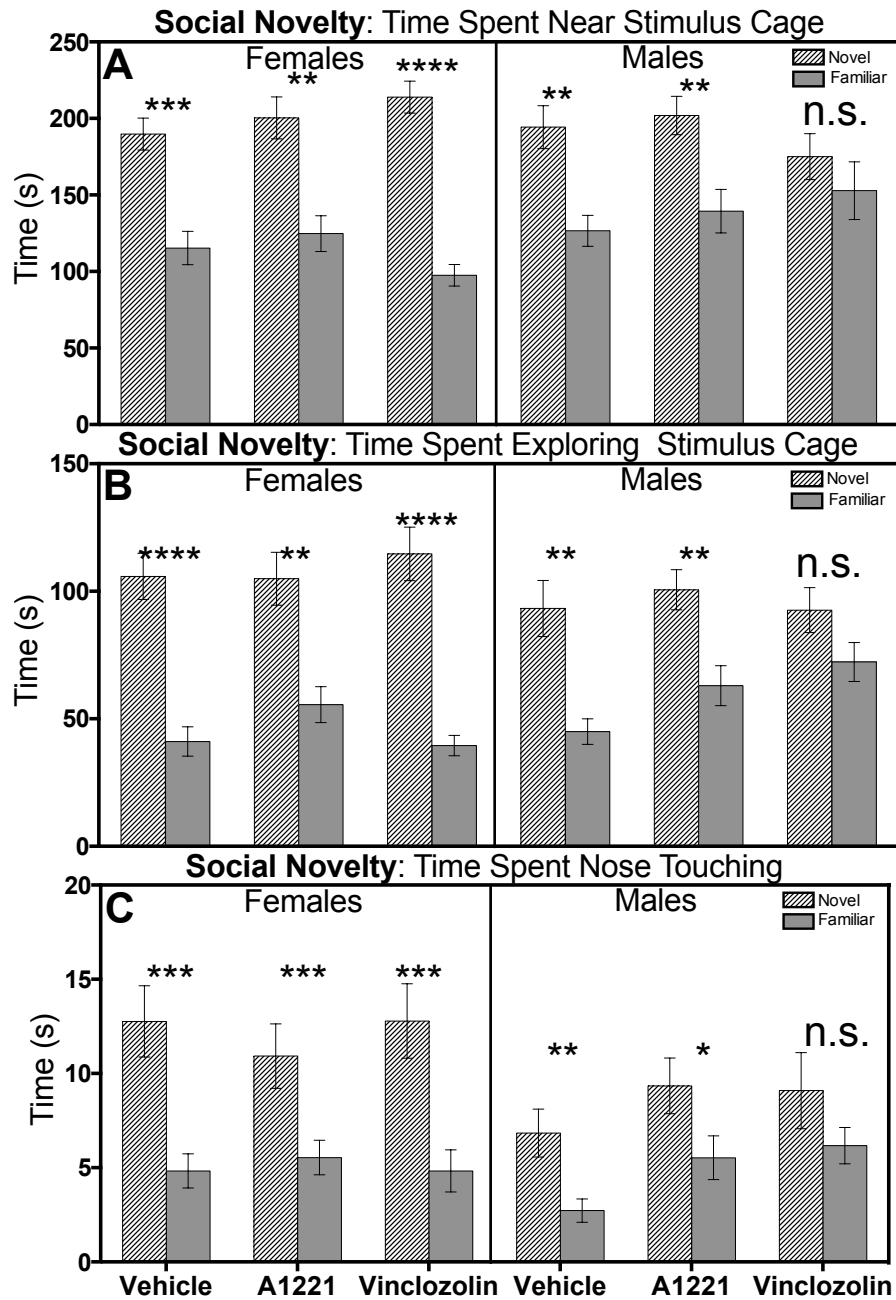 Social Novelty: Time Spent Near Stimulus Cage
A
Females
Males
Novel
Familiar
*** ** **** ** ** n.s.
250
200
150
100
50
0
Time (s)
Social Novelty: Time Spent Exploring Stimulus Cage
B
Females
Males
Novel
Familiar
**** ** **** ** ** n.s.
150
100
50
0
Time (s)
Social Novelty: Time Spent Nose Touching
C
Females
Males
Novel
Familiar
*** *** *** ** * n.s.
20
15
10
5
0
Time (s)
Vehicle A1221 Vinclozolin Vehicle A1221 Vinclozolin